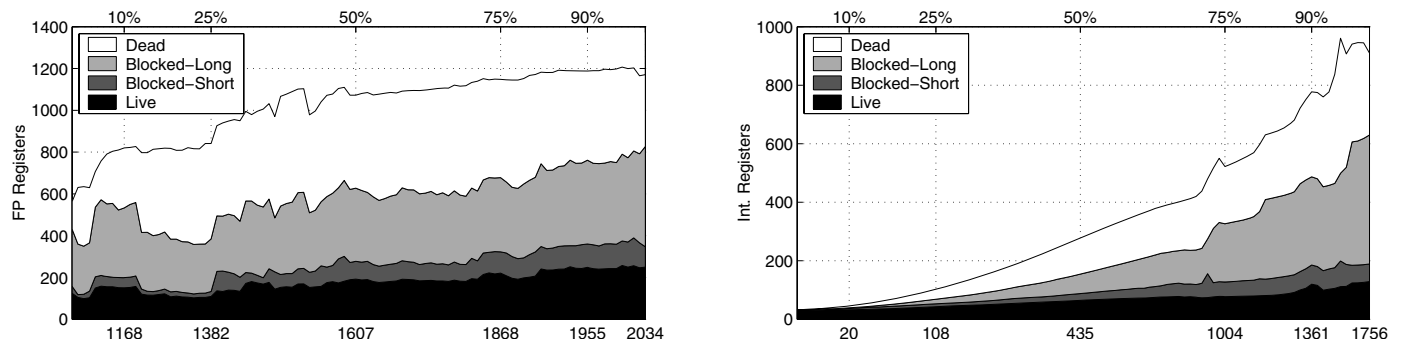 10% 25% 50% 75% 90%
1400
1200
1000
800
600
400
200
0
FP Registers
Dead
Blocked–Long
Blocked–Short
Live
1168 1382 1607 1868 1955 2034
10% 25% 50% 75% 90%
1000
800
600
400
200
0
Int. Registers
Dead
Blocked–Long
Blocked–Short
Live
20 108 435 1004 1361 1756